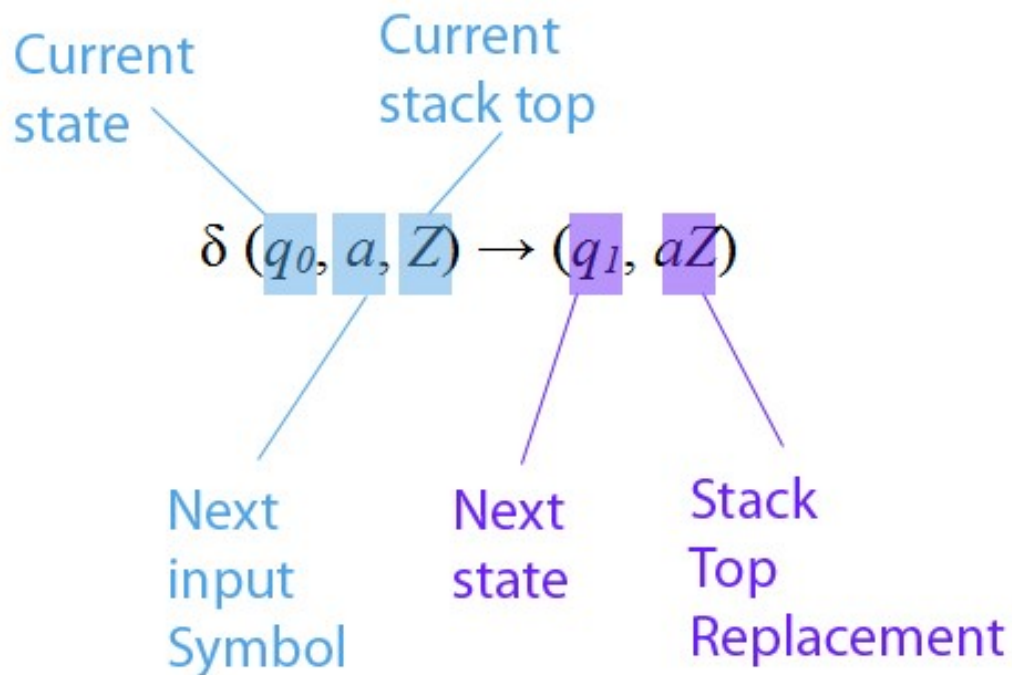 Current
state
Current
stack top
δ (q₀, a, Z) → (q₁, aZ)
Next
input
Symbol
Next
state
Stack
Top
Replacement